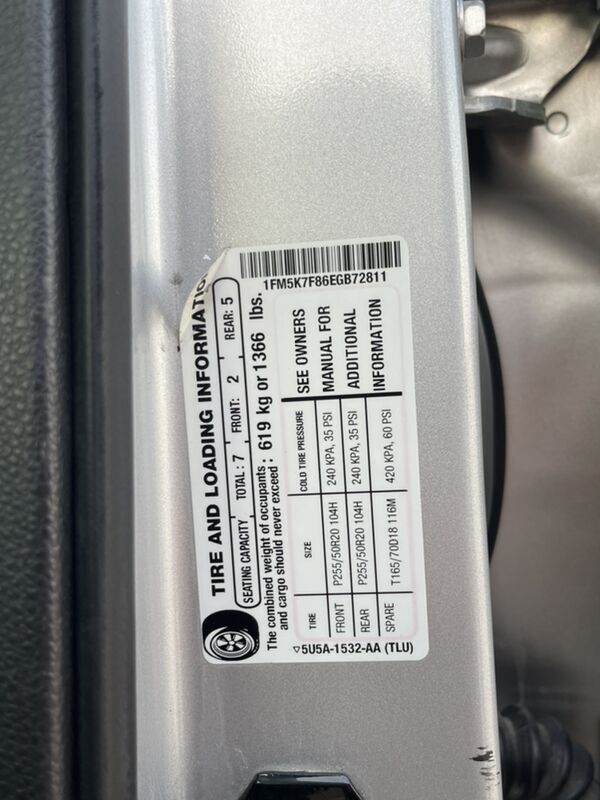 TIRE AND LOADING INFORMATIO
SEATING CAPACITY TOTAL: 7 FRONT: 2 REAR: 5
The combined weight of occupants
and cargo should never exceed : 619 kg or 1366 lbs.
TIRE SIZE COLD TIRE PRESSURE SEE OWNERS
FRONT P255/50R20 104H 240 KPA, 35 PSI MANUAL FOR
REAR P255/50R20 104H 240 KPA, 35 PSI ADDITIONAL
SPARE T165/70D18 116M 420 KPA, 60 PSI INFORMATION
5U5A-1532-AA (TLU)
1FM5K7F86EGB72811